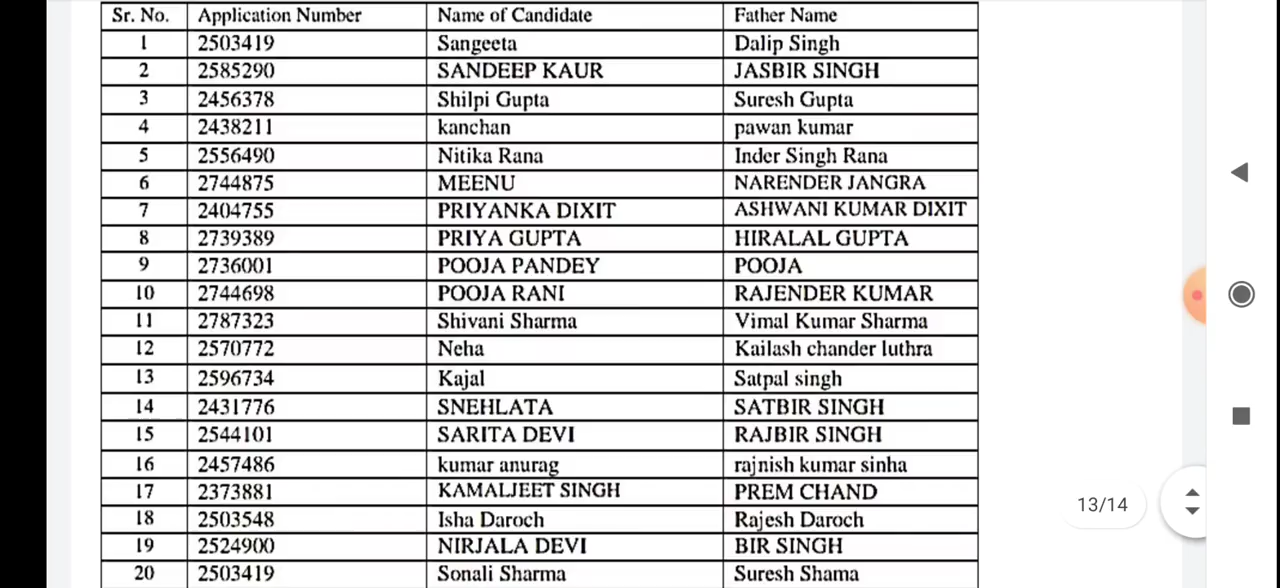 Sr. No. Application Number Name of Candidate Father Name
1 2503419 Sangeeta Dalip Singh
2 2585290 SANDEEP KAUR JASBIR SINGH
3 2456378 Shilpi Gupta Suresh Gupta
4 2438211 kanchan pawan kumar
5 2556490 Nitika Rana Inder Singh Rana
6 2744875 MEENU NARENDER JANGRA
7 2404755 PRIYANKA DIXIT ASHWANI KUMAR DIXIT
8 2739389 PRIYA GUPTA HIRALAL GUPTA
9 2736001 POOJA PANDEY POOJA
10 2744698 POOJA RANI RAJENDER KUMAR
11 2787323 Shivani Sharma Vimal Kumar Sharma
12 2570772 Neha Kailash chander luthra
13 2596734 Kajal Satpal singh
14 2431776 SNEHLATA SATBIR SINGH
15 2544101 SARITA DEVI RAJBIR SINGH
16 2457486 kumar anurag rajnish kumar sinha
17 2373881 KAMALJEET SINGH PREM CHAND
18 2503548 Isha Daroch Rajesh Daroch
19 2524900 NIRJALA DEVI BIR SINGH
20 2503419 Sonali Sharma Suresh Shama
13/14